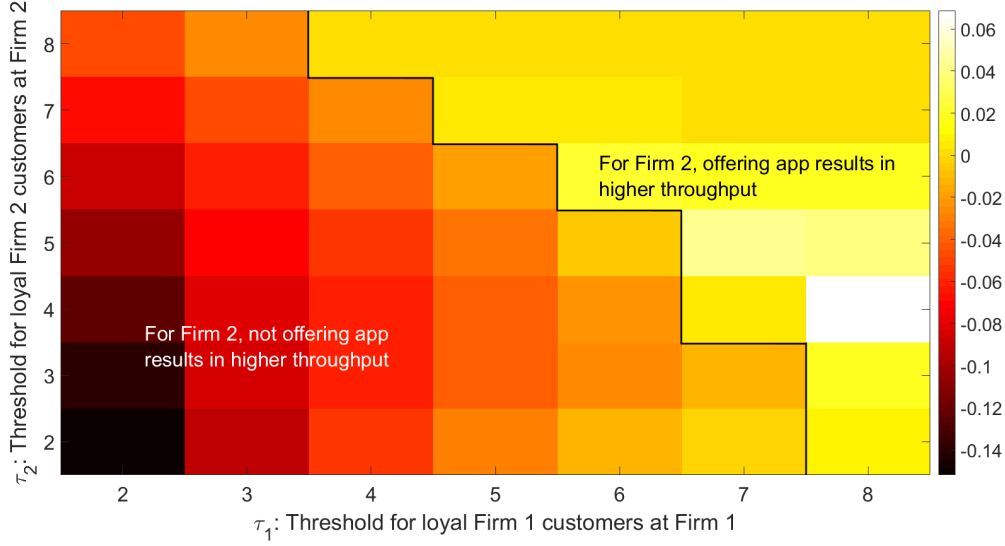 τ2: Threshold for loyal Firm 2 customers at Firm 2
8
7
6
5
4
3
2
For Firm 2, offering app results in
higher throughput
For Firm 2, not offering app
results in higher throughput
2 3 4 5 6 7 8
τ1: Threshold for loyal Firm 1 customers at Firm 1
0.06
0.04
0.02
0
-0.02
-0.04
-0.06
-0.08
-0.1
-0.12
-0.14